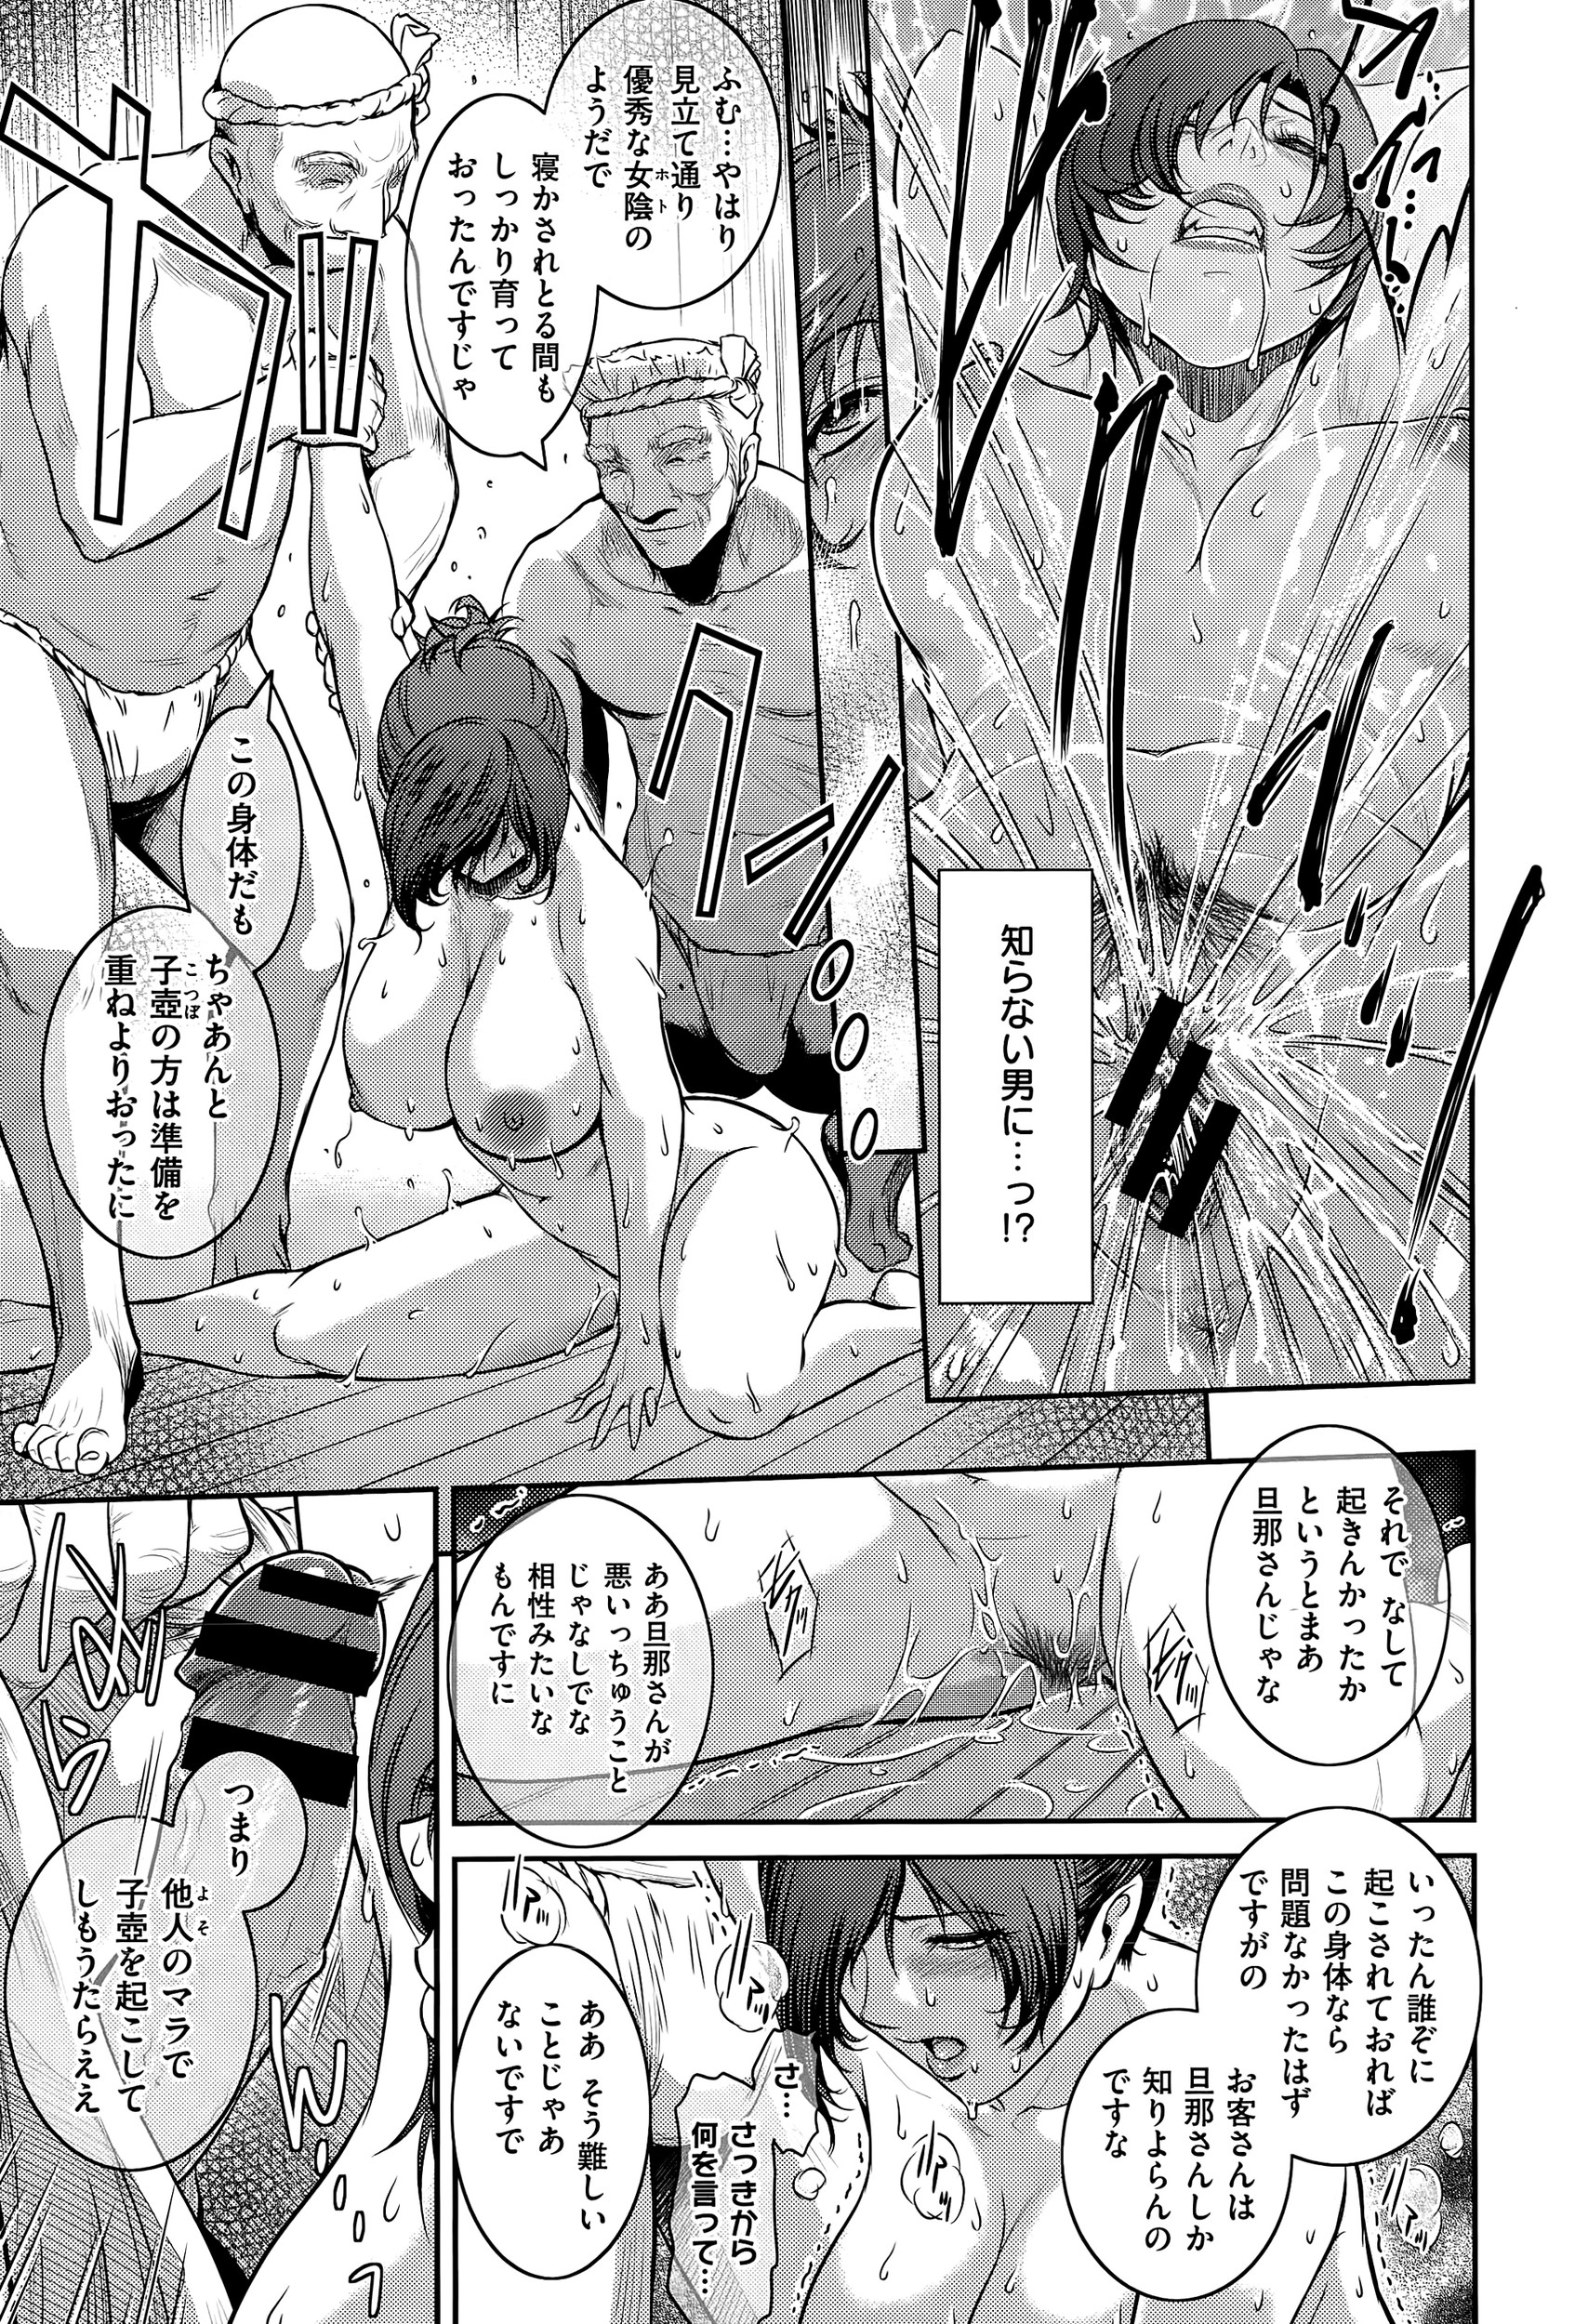 知らない男に…っ!?
ふむ…やはり
見立て通り
優秀な女陰の
ホト
ようだで
寝かされとる間も
しっかり育って
おったんですじゃ
この身体だも
ちゃあんと
子壺の方は準備を
こつぼ
重ねよりおったに
それで なして
起きんかったか
というとまあ
旦那さんじゃな
ああ旦那さんが
悪いっちゅうこと
じゃなしでな
相性みたいな
もんですに
いったん誰ぞに
起こされておれば
この身体なら
問題なかったはず
ですがの
お客さんは
旦那さんしか
知りよらんの
ですな
さ…
さっきから
何を言って…
ああ そう難しい
ことじゃあ
ないですで
つまり
他人のマラで
よそ
子壺を起こして
しもうたらええ